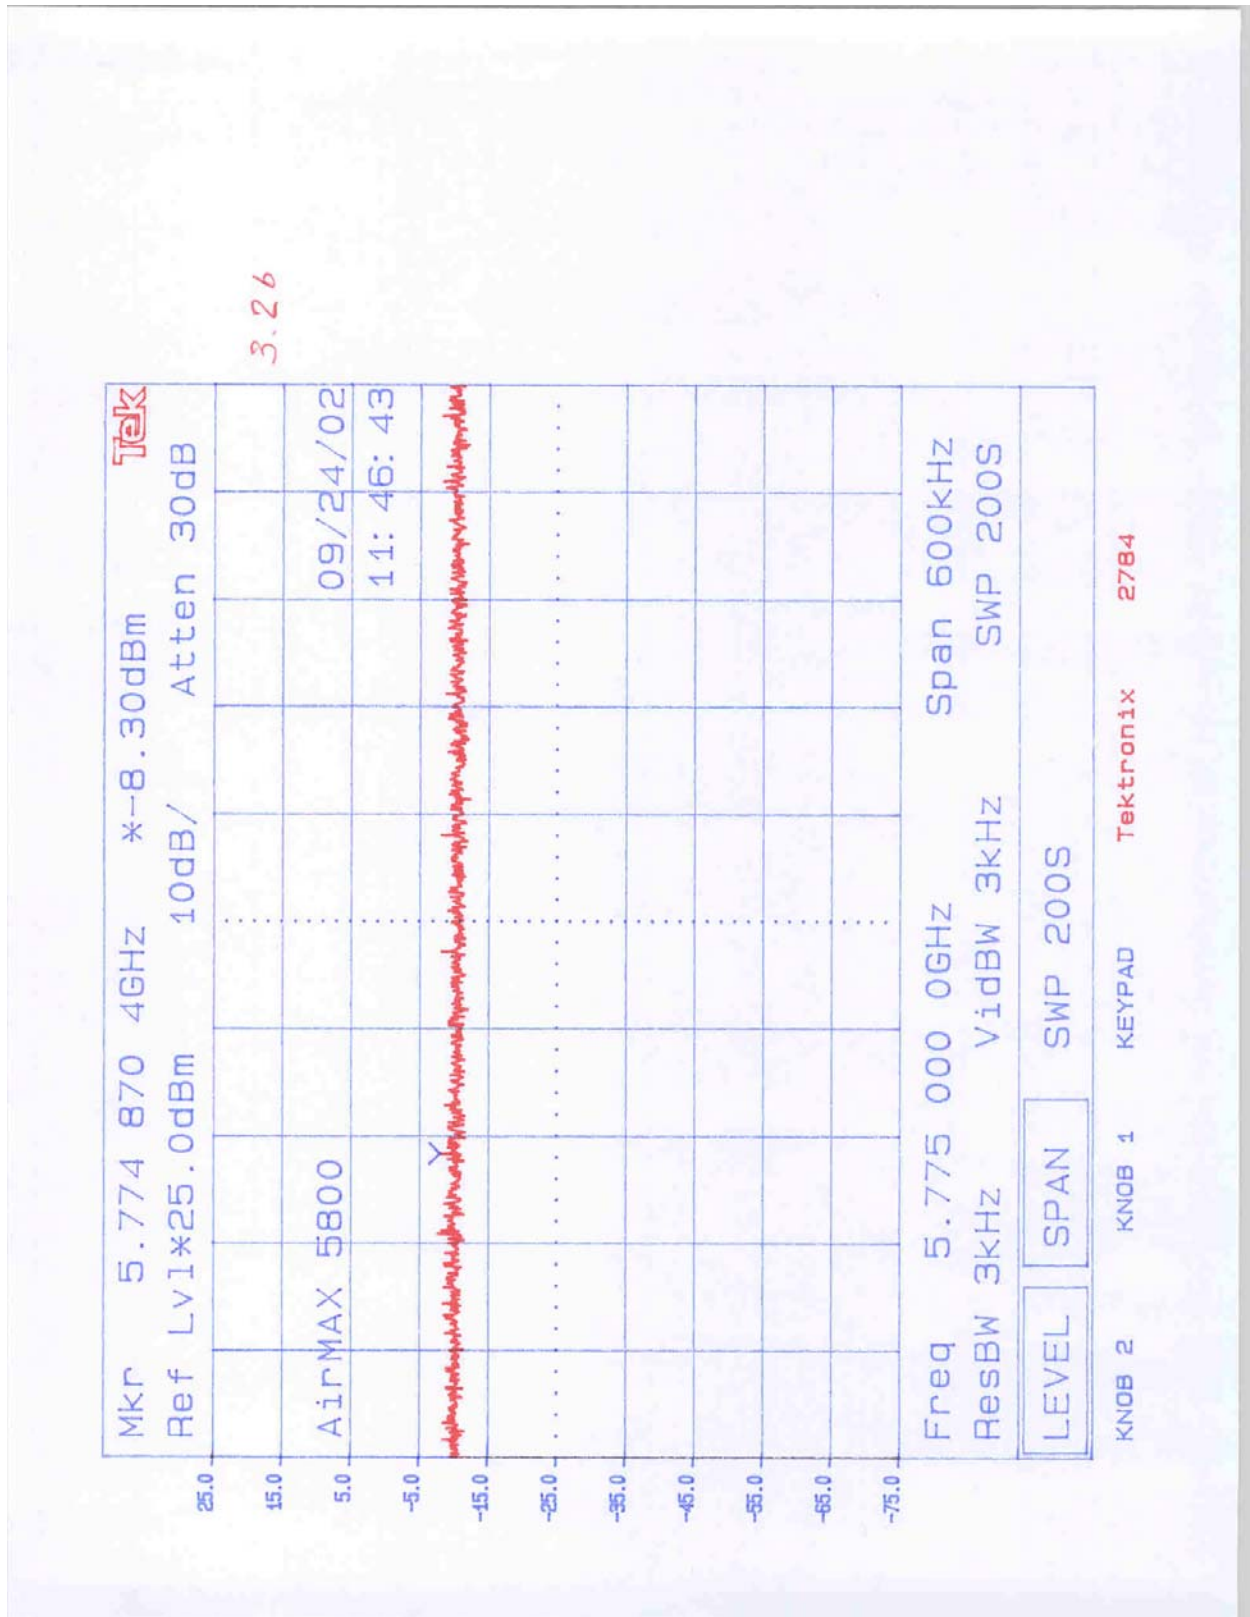 3.26
Mkr 5.774 870 4GHz *-8.30dBm Tek
Ref Lvl*25.0dBm 10dB/ Atten 30dB
25.0
15.0
AirMAX 5800 09/24/02
5.0
11:46:43
-5.0
-15.0
-25.0
-35.0
-45.0
-55.0
-65.0
-75.0
Freq 5.775 000 0GHz Span 600kHz
ResBW 3kHz VidBW 3kHz SWP 200S
LEVEL SPAN SWP 200S
KNOB 2 KNOB 1 KEYPAD Tektronix 2784